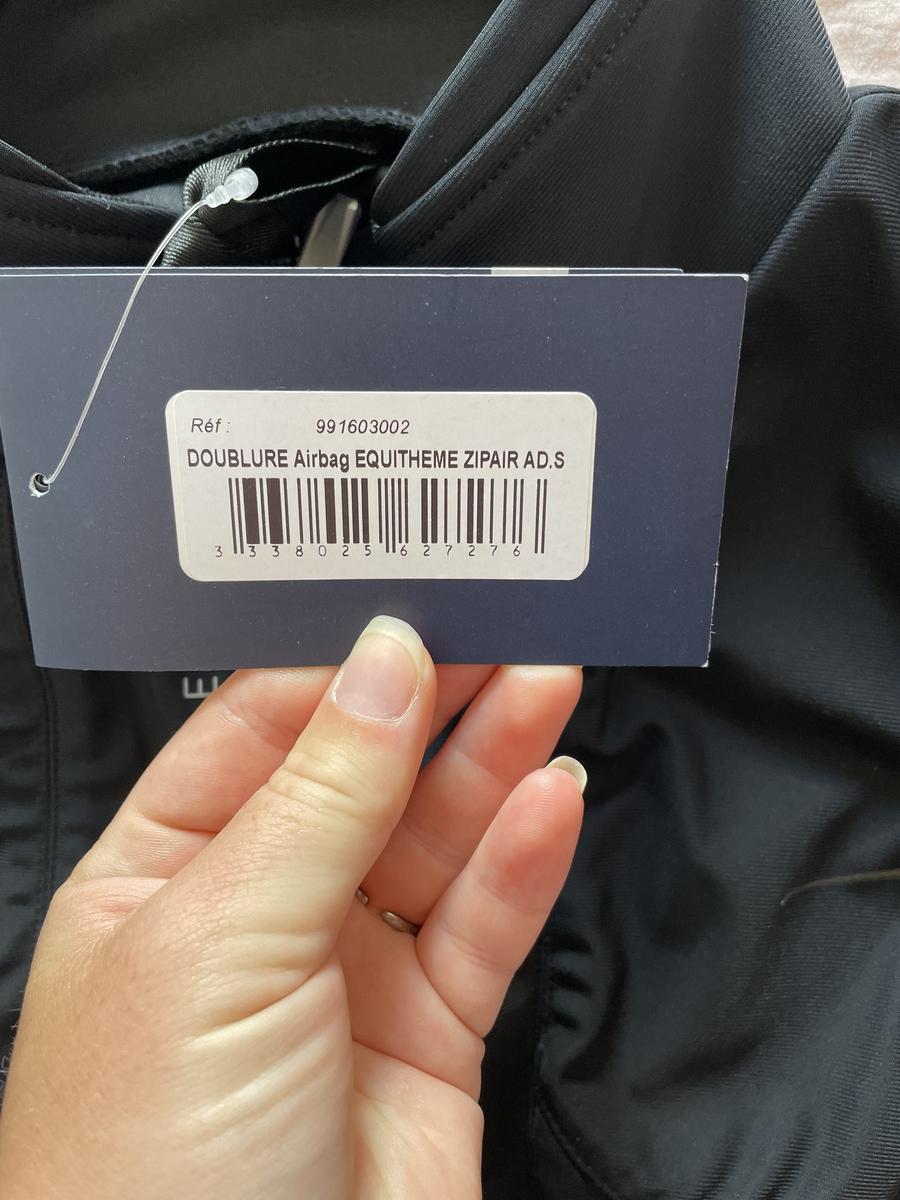 Réf : 991603002
DOUBLURE Airbag EQUITHEME ZIPAIR AD.S
3 338025 627276
E